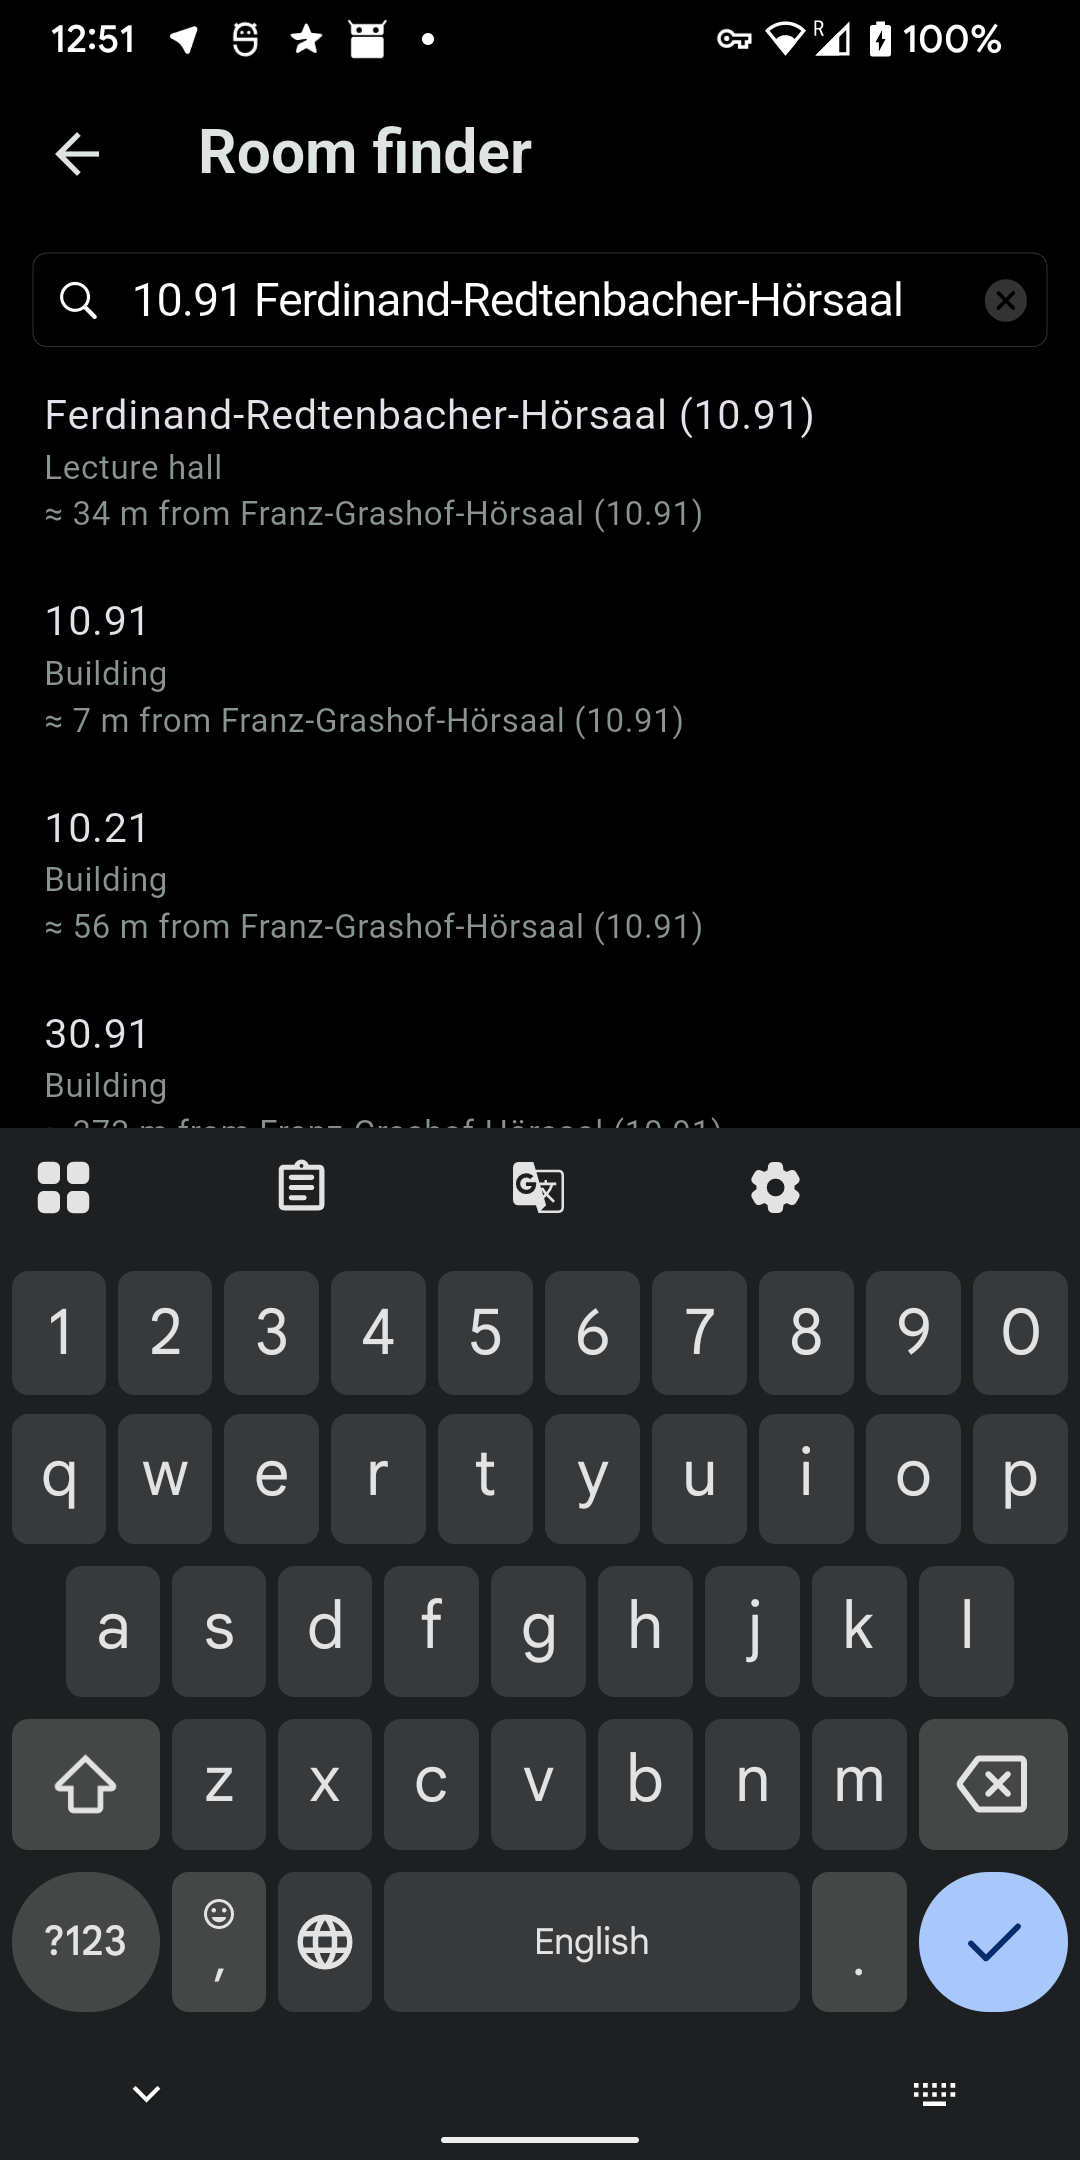 12:51 R 100%
Room finder
10.91 Ferdinand-Redtenbacher-Hörsaal
Ferdinand-Redtenbacher-Hörsaal (10.91)
Lecture hall
≈ 34 m from Franz-Grashof-Hörsaal (10.91)
10.91
Building
≈ 7 m from Franz-Grashof-Hörsaal (10.91)
10.21
Building
≈ 56 m from Franz-Grashof-Hörsaal (10.91)
30.91
Building
1 2 3 4 5 6 7 8 9 0
q w e r t y u i o p
a s d f g h j k l
z x c v b n m
?123 , English .